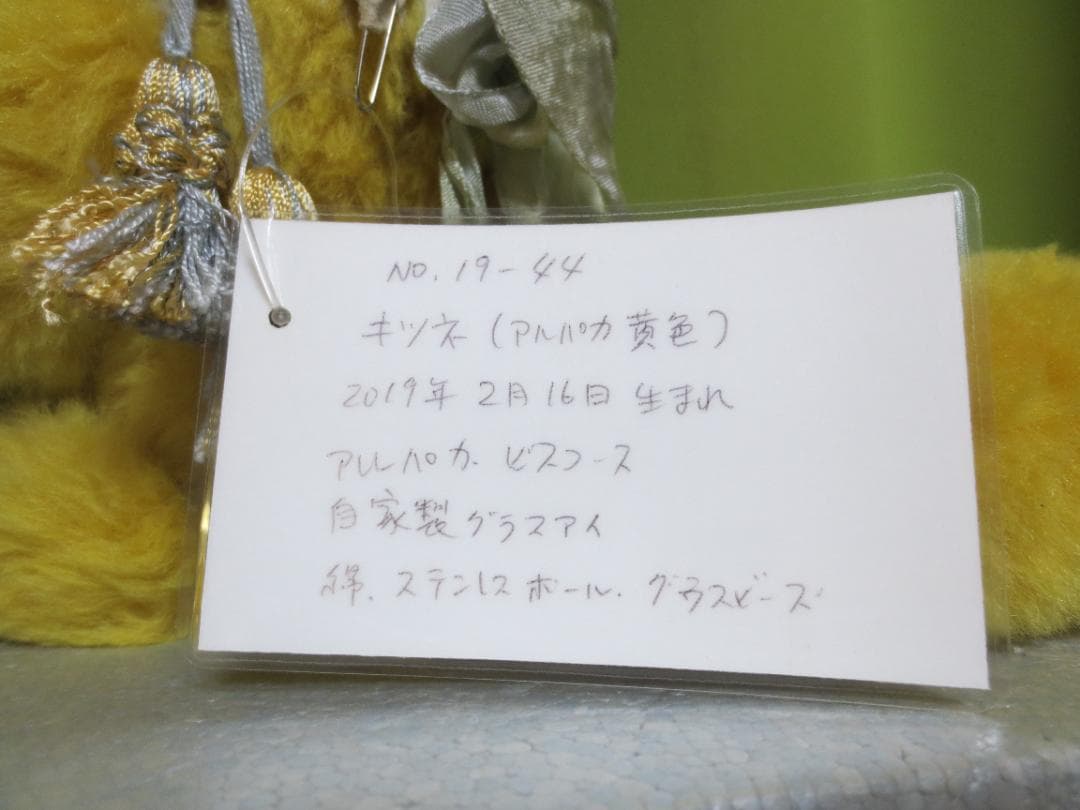 NO. 19-44
キツネ(アルパカ黄色)
2019年 2月16日 生まれ
アルパカ、ビスコース
自家製グラスアイ
綿、ステンレスボール、グラスビーズ